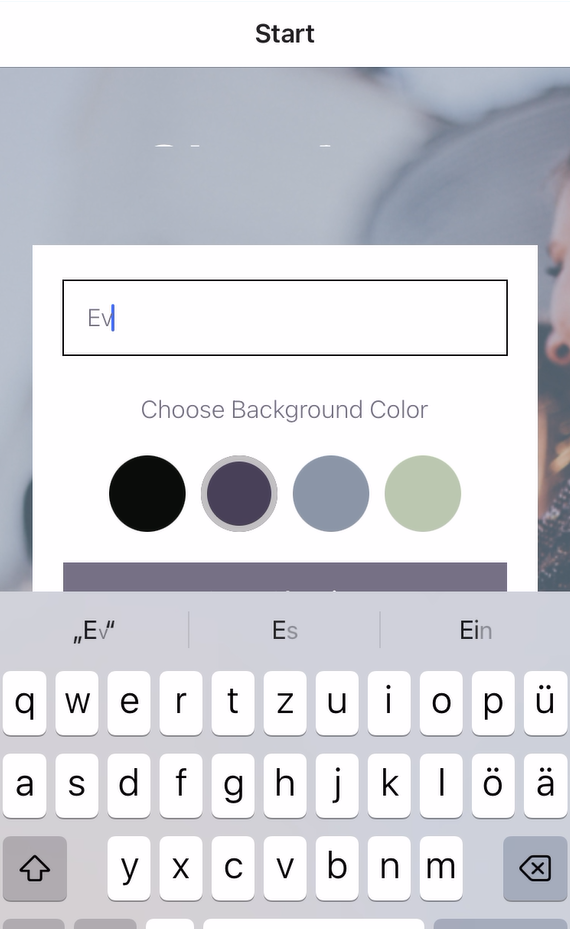 Start
Ev
Choose Background Color
„Ev“ Es Ein
q w e r t z u i o p ü
a s d f g h j k l ö ä
y x c v b n m